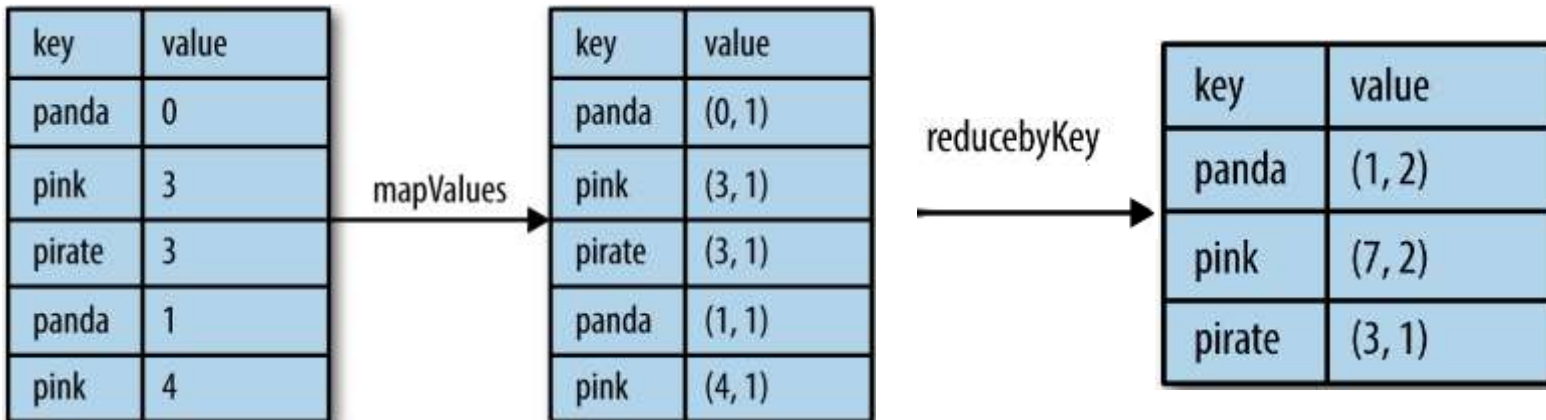 key value
panda 0
pink 3
pirate 3
panda 1
pink 4
mapValues
key value
panda (0, 1)
pink (3, 1)
pirate (3, 1)
panda (1, 1)
pink (4, 1)
reducebyKey
key value
panda (1, 2)
pink (7, 2)
pirate (3, 1)